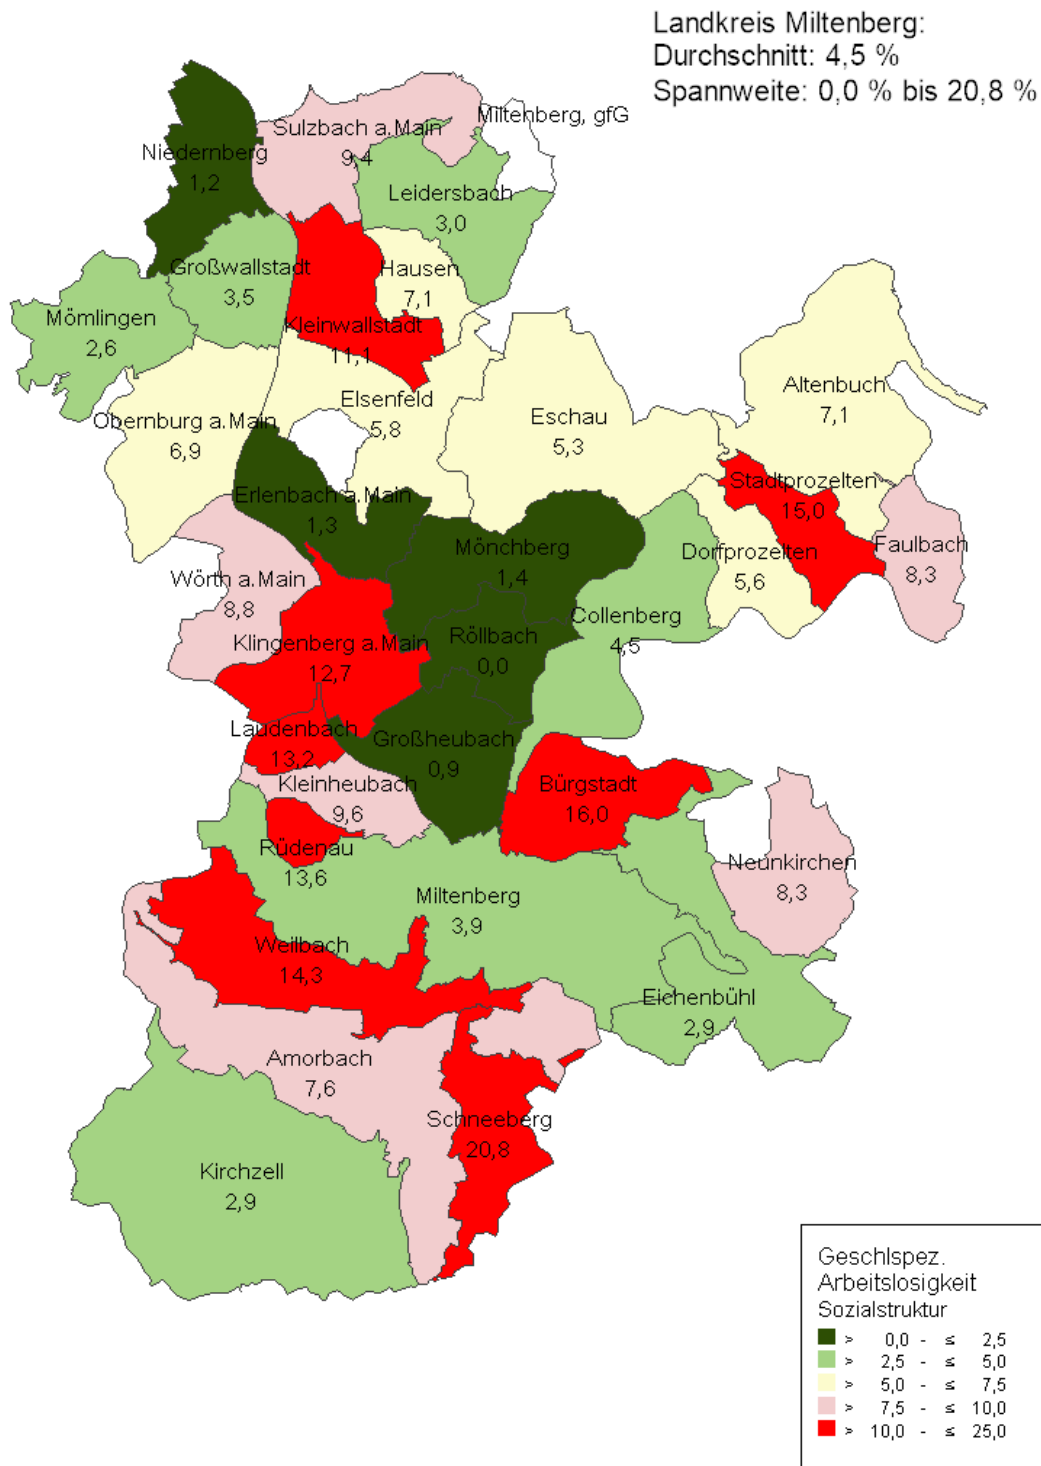 Landkreis Miltenberg:
Durchschnitt: 4,5 %
Spannweite: 0,0 % bis 20,8 %
Miltenberg, gfG
Sulzbach a.Main
9,4
Niedernberg
1,2
Leidersbach
3,0
Großwallstadt
3,5
Hausen
7,1
Mömlingen
2,6
Kleinwallstadt
11,1
Altenbuch
7,1
Elsenfeld
5,8
Obernburg a.Main
6,9
Eschau
5,3
Stadtprozelten
15,0
Erlenbach a.Main
1,3
Mönchberg
1,4
Dorfprozelten
5,6
Faulbach
8,3
Wörth a.Main
8,8
Collenberg
4,5
Röllbach
0,0
Klingenberg a.Main
12,7
Laudenbach
13,2
Großheubach
0,9
Kleinheubach
9,6
Bürgstadt
16,0
Rüdenau
13,6
Neunkirchen
8,3
Miltenberg
3,9
Weilbach
14,3
Eichenbühl
2,9
Amorbach
7,6
Schneeberg
20,8
Kirchzell
2,9
Geschlspez.
Arbeitslosigkeit
Sozialstruktur
> 0,0 - ≤ 2,5
> 2,5 - ≤ 5,0
> 5,0 - ≤ 7,5
> 7,5 - ≤ 10,0
> 10,0 - ≤ 25,0